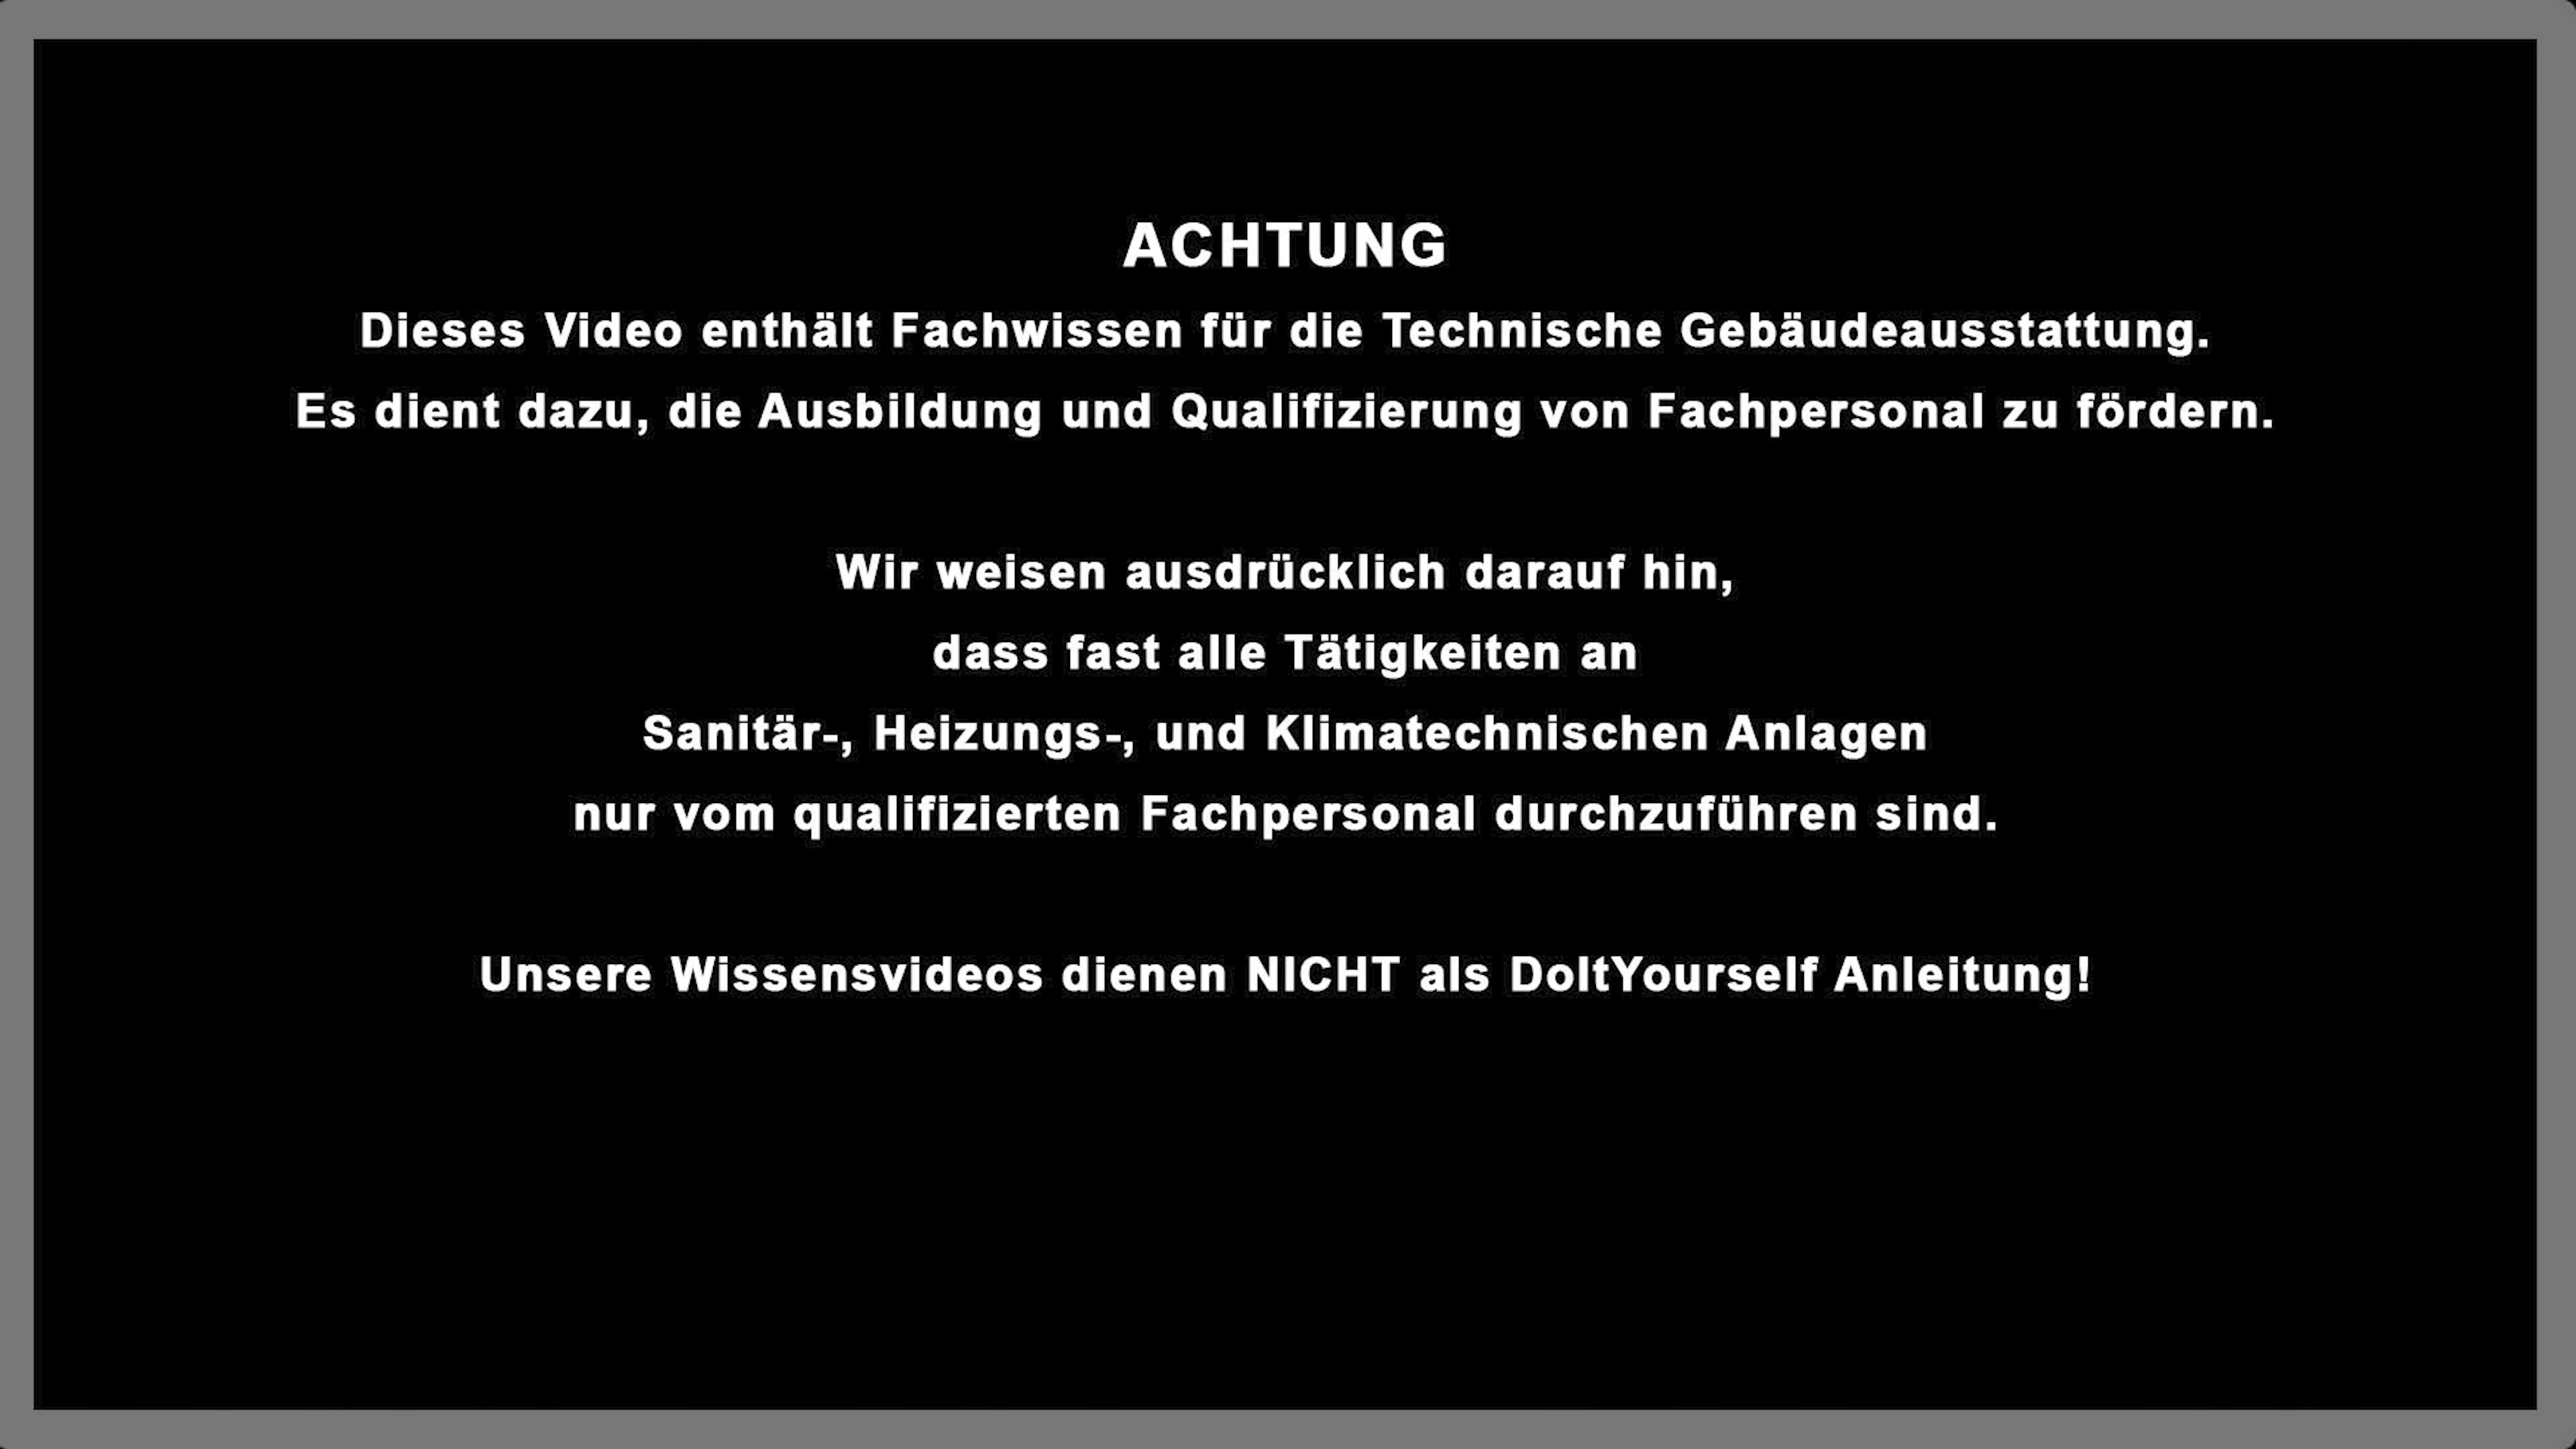 ACHTUNG
Dieses Video enthält Fachwissen für die Technische Gebäudeausstattung.
Es dient dazu, die Ausbildung und Qualifizierung von Fachpersonal zu fördern.
Wir weisen ausdrücklich darauf hin,
dass fast alle Tätigkeiten an
Sanitär-, Heizungs-, und Klimatechnischen Anlagen
nur vom qualifizierten Fachpersonal durchzuführen sind.
Unsere Wissensvideos dienen NICHT als DoItYourself Anleitung!